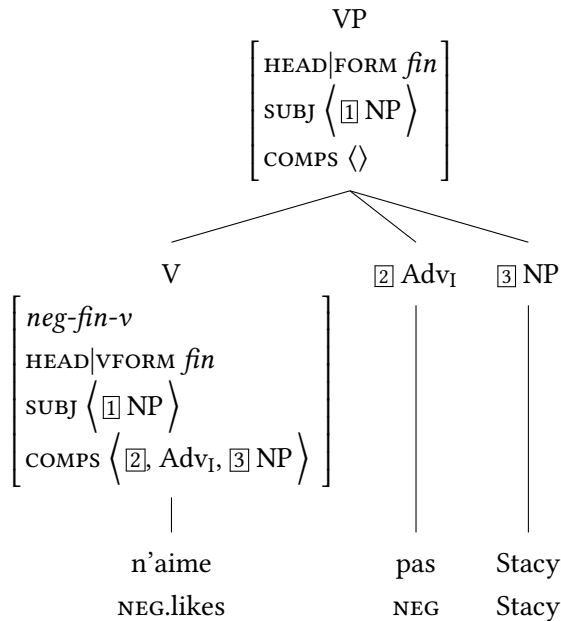 VP
HEAD|FORM fin
SUBJ ⟨ 1 NP ⟩
COMPS ⟨⟩
V 2 Adv_I 3 NP
neg-fin-v
HEAD|VFORM fin
SUBJ ⟨ 1 NP ⟩
COMPS ⟨ 2, Adv_I, 3 NP ⟩
n'aime pas Stacy
NEG.likes NEG Stacy